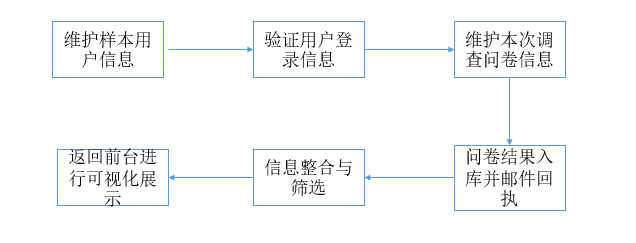 维护样本用
户信息
验证用户登
录信息
维护本次调
查问卷信息
返回前台进
行可视化展
示
信息整合与
筛选
问卷结果入
库并邮件回
执